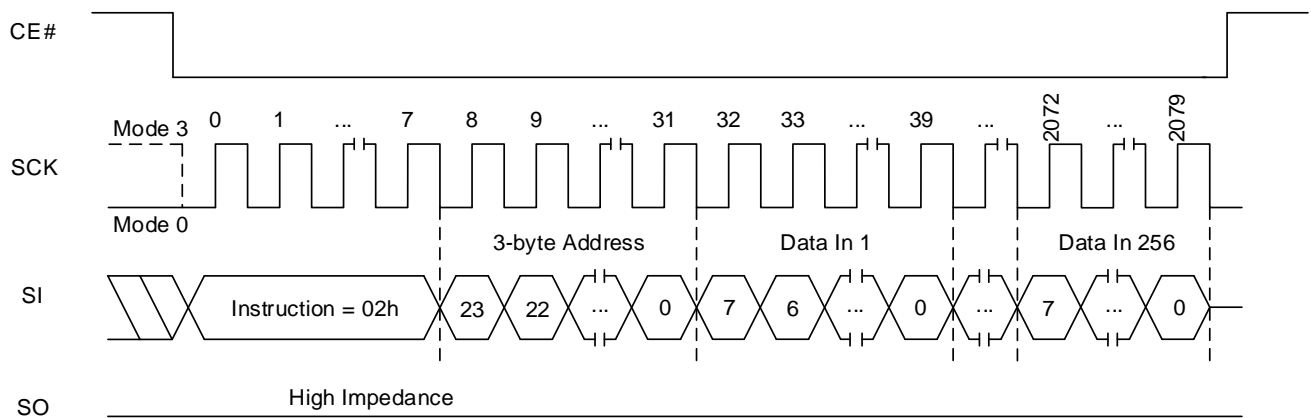 CE#
Mode 3
0 1 ... 7 8 9 ... 31 32 33 ... 39 ... 2072 ... 2079
SCK
Mode 0
3-byte Address Data In 1 Data In 256
SI
Instruction = 02h 23 22 ... 0 7 6 ... 0 ... 7 ... 0
High Impedance
SO